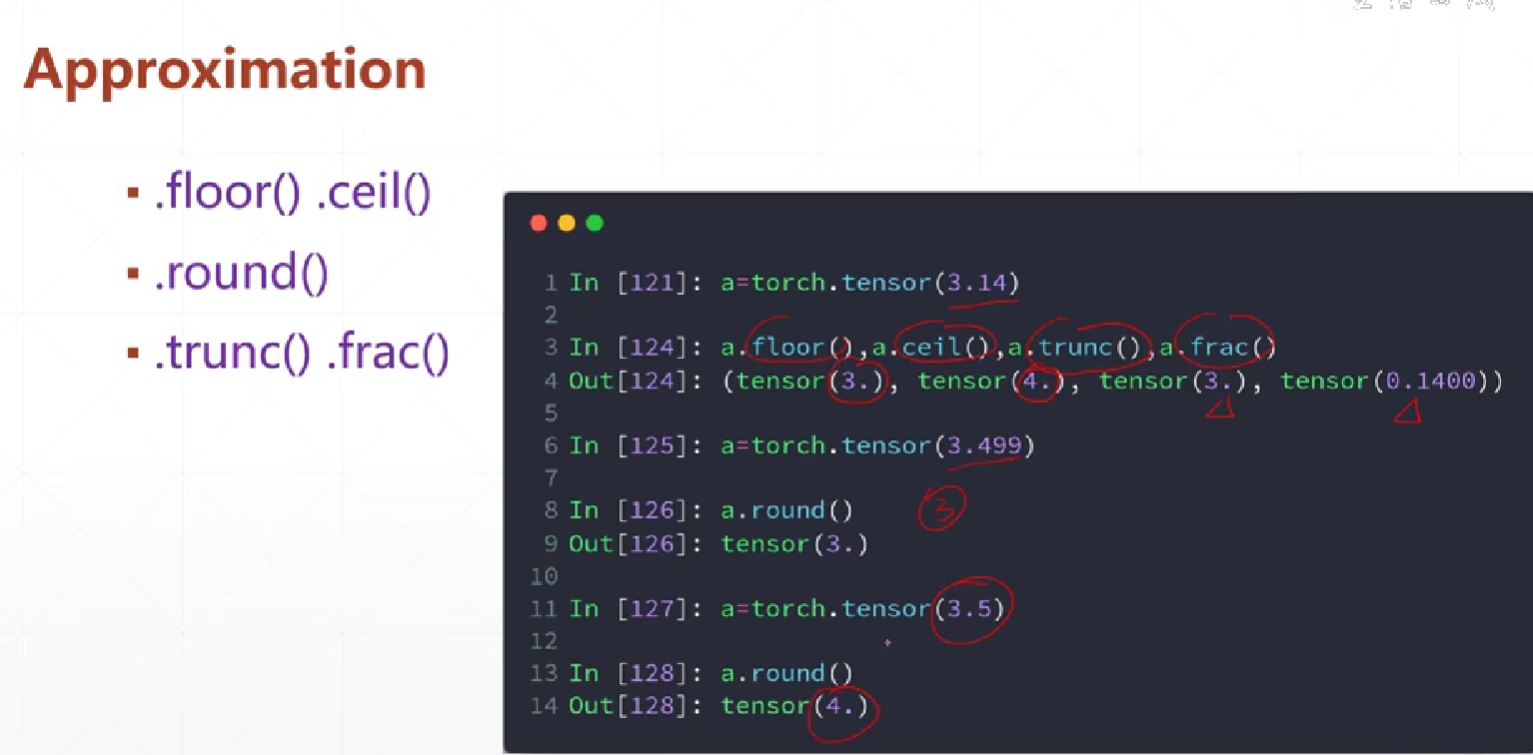 Approximation
▪ .floor() .ceil()
▪ .round()
▪ .trunc() .frac()
1 In [121]: a=torch.tensor(3.14)
2
3 In [124]: a.floor(),a.ceil(),a.trunc(),a.frac()
4 Out[124]: (tensor(3.), tensor(4.), tensor(3.), tensor(0.1400))
5
6 In [125]: a=torch.tensor(3.499)
7
8 In [126]: a.round() 3
9 Out[126]: tensor(3.)
10
11 In [127]: a=torch.tensor(3.5)
12
13 In [128]: a.round()
14 Out[128]: tensor(4.)